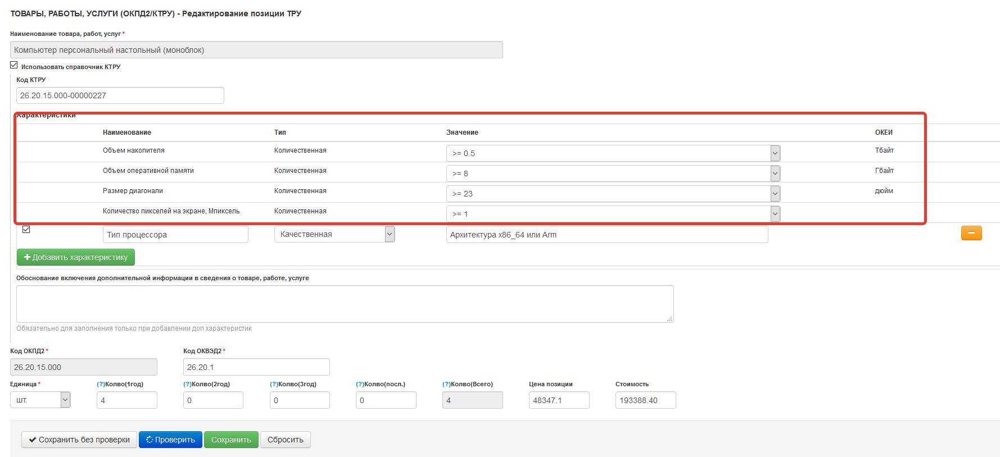 ТОВАРЫ, РАБОТЫ, УСЛУГИ (ОКПД2/КТРУ) - Редактирование позиции ТРУ
Наименование товара, работ, услуг *
Компьютер персональный настольный (моноблок)
Использовать справочник КТРУ
Код КТРУ
26.20.15.000-00000227
Характеристики
Наименование Тип Значение ОКЕИ
Объем накопителя Количественная >= 0.5 Тбайт
Объем оперативной памяти Количественная >= 8 Гбайт
Размер диагонали Количественная >= 23 дюйм
Количество пикселей на экране, Мпиксель Количественная >= 1
Тип процессора Качественная Архитектура x86_64 или Arm
Добавить характеристику
Обоснование включения дополнительной информации в сведения о товаре, работе, услуге
Обязательно для заполнения только при добавлении доп характеристик
Код ОКПД2 * Код ОКВЭД2 *
26.20.15.000 26.20.1
Единица * (?)Колво(1год) (?)Колво(2год) (?)Колво(3год) (?)Колво(посл.) (?)Колво(Всего) Цена позиции Стоимость
шт. 4 0 0 0 4 48347.1 193388.40
Сохранить без проверки Проверить Сохранить Сбросить